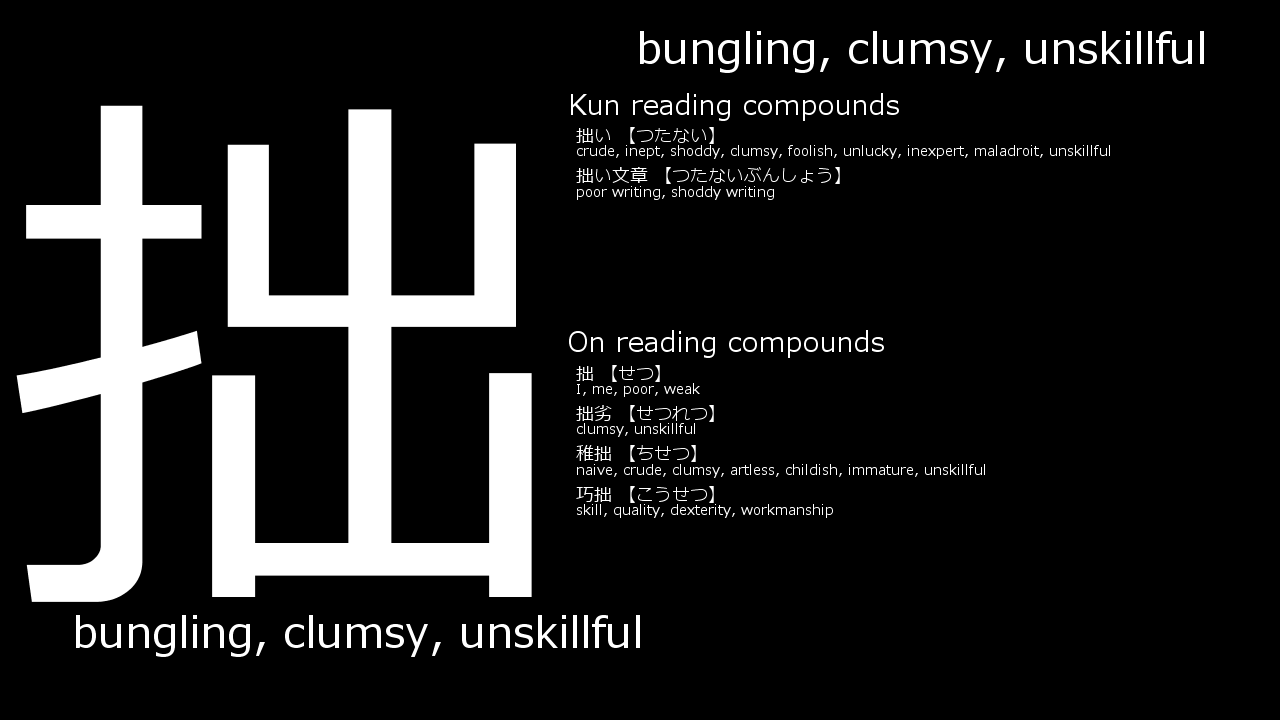 bungling, clumsy, unskillful
拙
Kun reading compounds
拙い 【つたない】
crude, inept, shoddy, clumsy, foolish, unlucky, inexpert, maladroit, unskillful
拙い文章 【つたないぶんしょう】
poor writing, shoddy writing
On reading compounds
拙 【せつ】
I, me, poor, weak
拙劣 【せつれつ】
clumsy, unskillful
稚拙 【ちせつ】
naive, crude, clumsy, artless, childish, immature, unskillful
巧拙 【こうせつ】
skill, quality, dexterity, workmanship
bungling, clumsy, unskillful